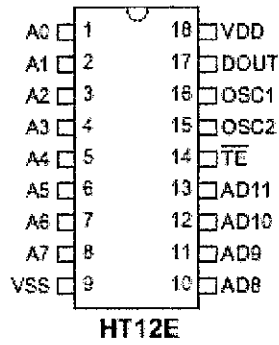 A0 1 18 VDD
A1 2 17 DOUT
A2 3 16 OSC1
A3 4 15 OSC2
A4 5 14 T̅E̅
A5 6 13 AD11
A6 7 12 AD10
A7 8 11 AD9
VSS 9 10 AD8
HT12E